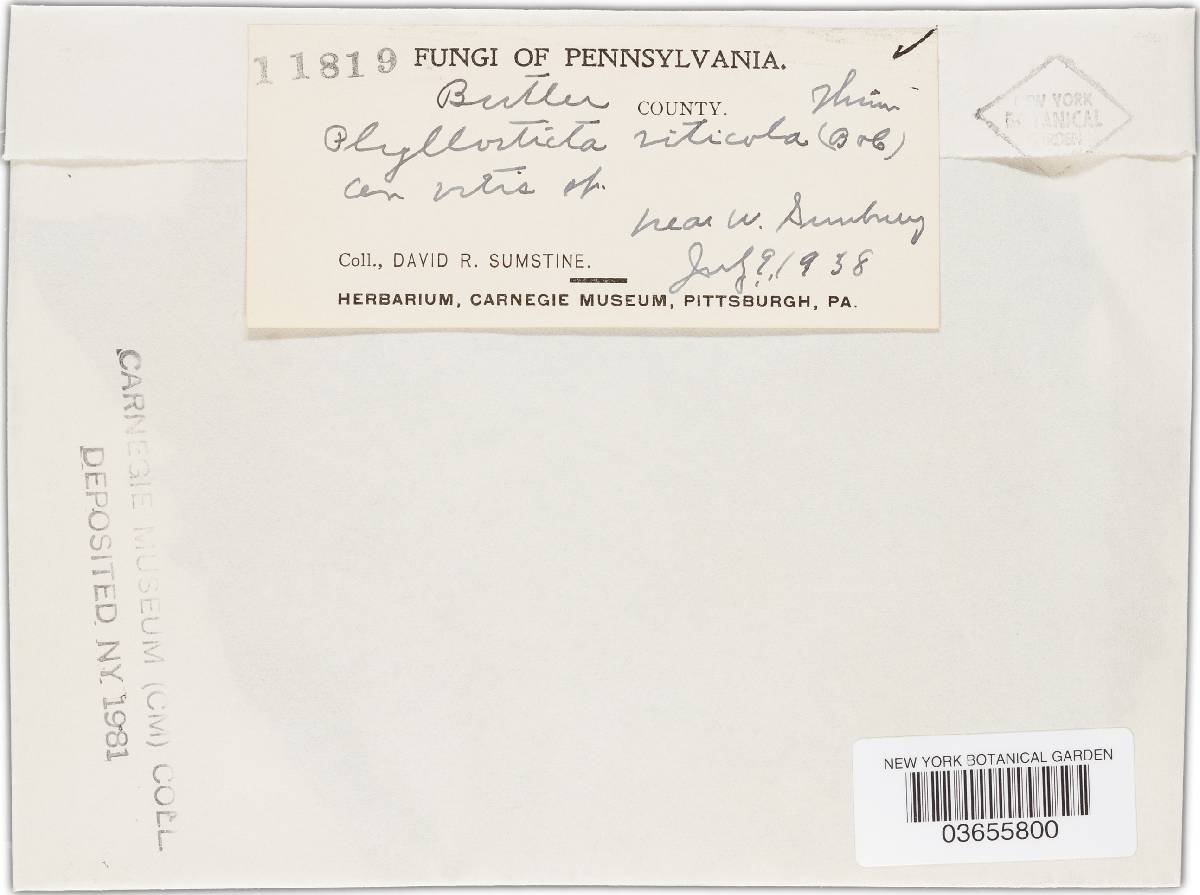 11819 FUNGI OF PENNSYLVANIA.
Butler COUNTY. Thüm
Phyllosticta viticola (B & C)
on vitis sp.
near W. Sunbury
Coll., DAVID R. SUMSTINE. July 9, 1938
HERBARIUM, CARNEGIE MUSEUM, PITTSBURGH, PA.
NEW YORK
BOTANICAL
GARDEN
CARNEGIE MUSEUM (CM) COLL.
DEPOSITED NY 1981
NEW YORK BOTANICAL GARDEN
03655800